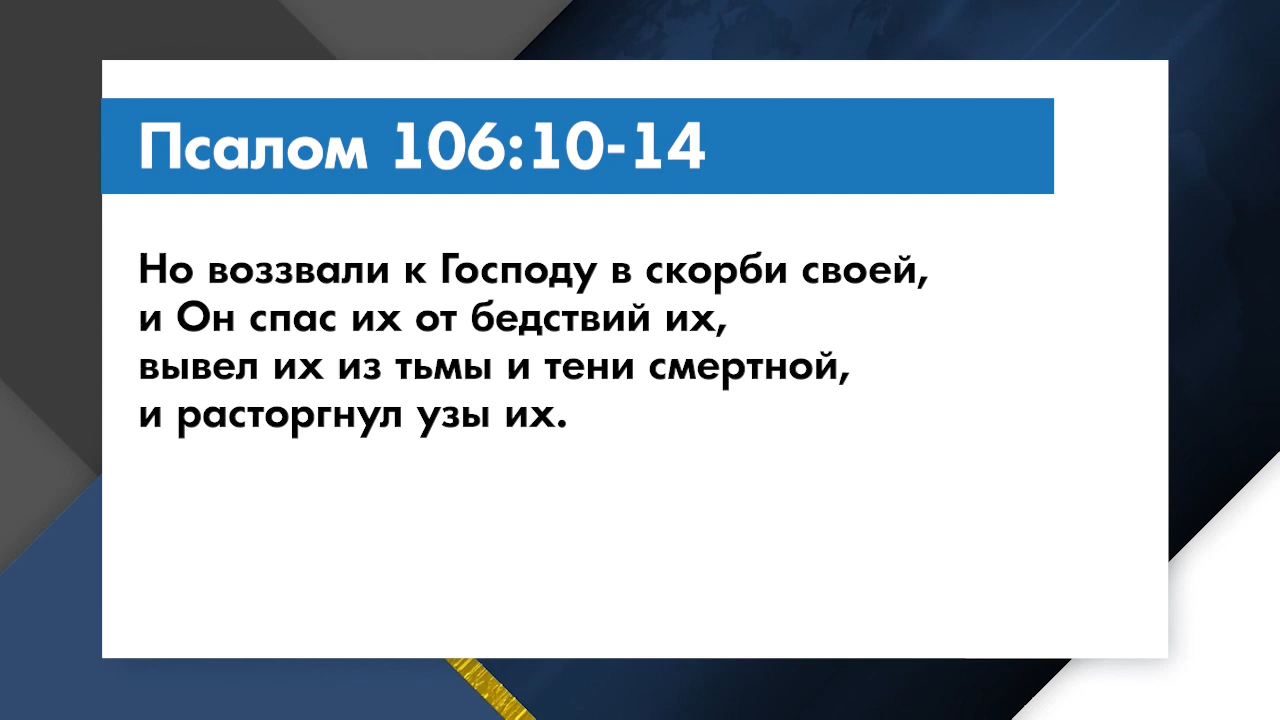 Псалом 106:10-14
Но воззвали к Господу в скорби своей,
и Он спас их от бедствий их,
вывел их из тьмы и тени смертной,
и расторгнул узы их.